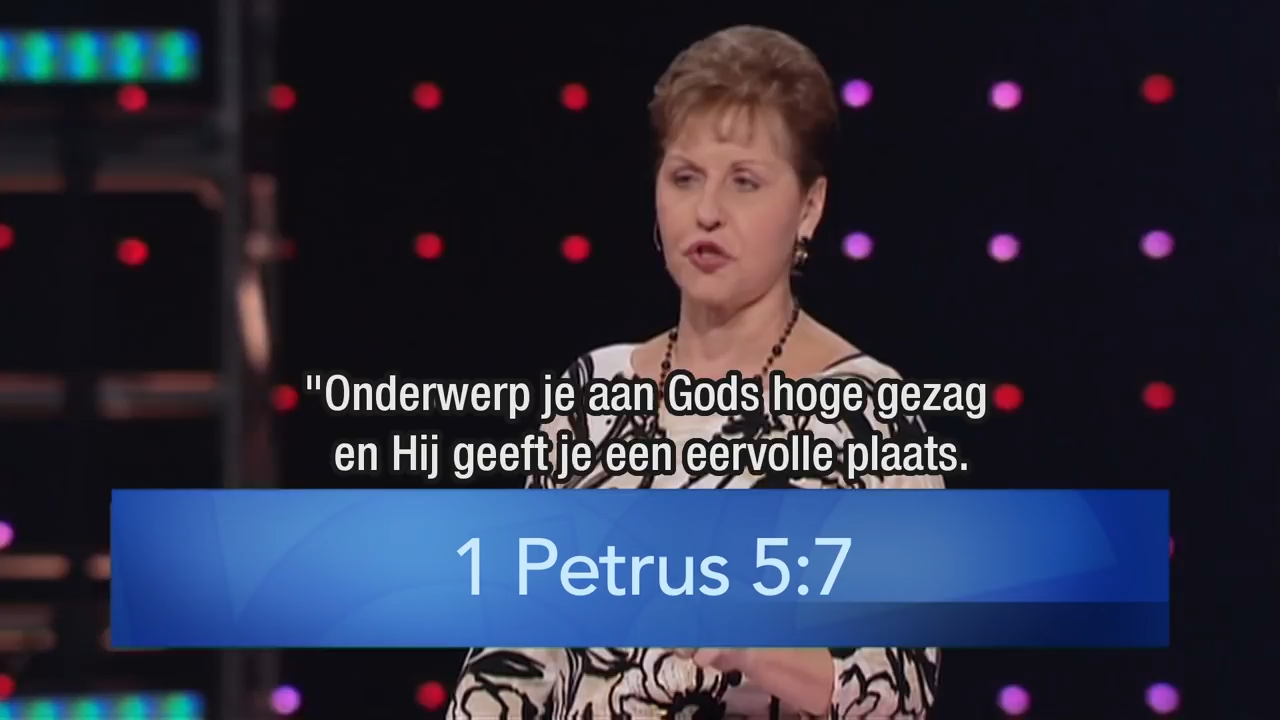 "Onderwerp je aan Gods hoge gezag
en Hij geeft je een eervolle plaats.
1 Petrus 5:7